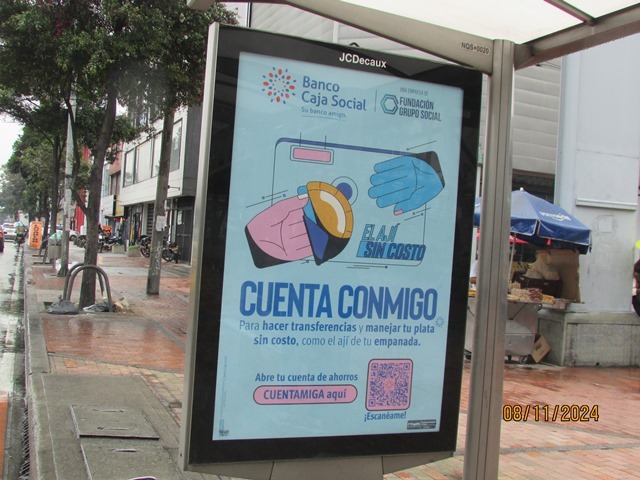 JCDecaux
NQS+0020
Banco
Caja Social
Su banco amigo.
UNA EMPRESA DE
FUNDACIÓN
GRUPO SOCIAL
EL AJÍ
SIN COSTO
CUENTA CONMIGO
Para hacer transferencias y manejar tu plata
sin costo, como el ají de tu empanada.
Abre tu cuenta de ahorros
CUENTAMIGA aquí
¡Escanéame!
08/11/2024